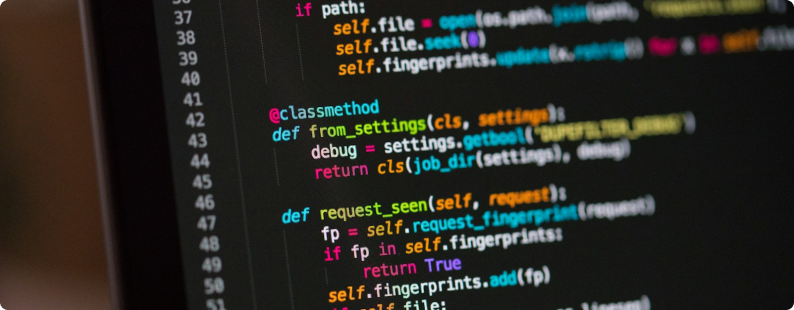 36
37 if path:
38 self.file = open(os.path.join(path, 'requests.seen'),
39 self.file.seek(0)
40 self.fingerprints.update(x.rstrip() for x in self.file
41
42 @classmethod
43 def from_settings(cls, settings):
44 debug = settings.getbool('DUPEFILTER_DEBUG')
45 return cls(job_dir(settings), debug)
46
47 def request_seen(self, request):
48 fp = self.request_fingerprint(request)
49 if fp in self.fingerprints:
50 return True
51 self.fingerprints.add(fp)
if self.file: